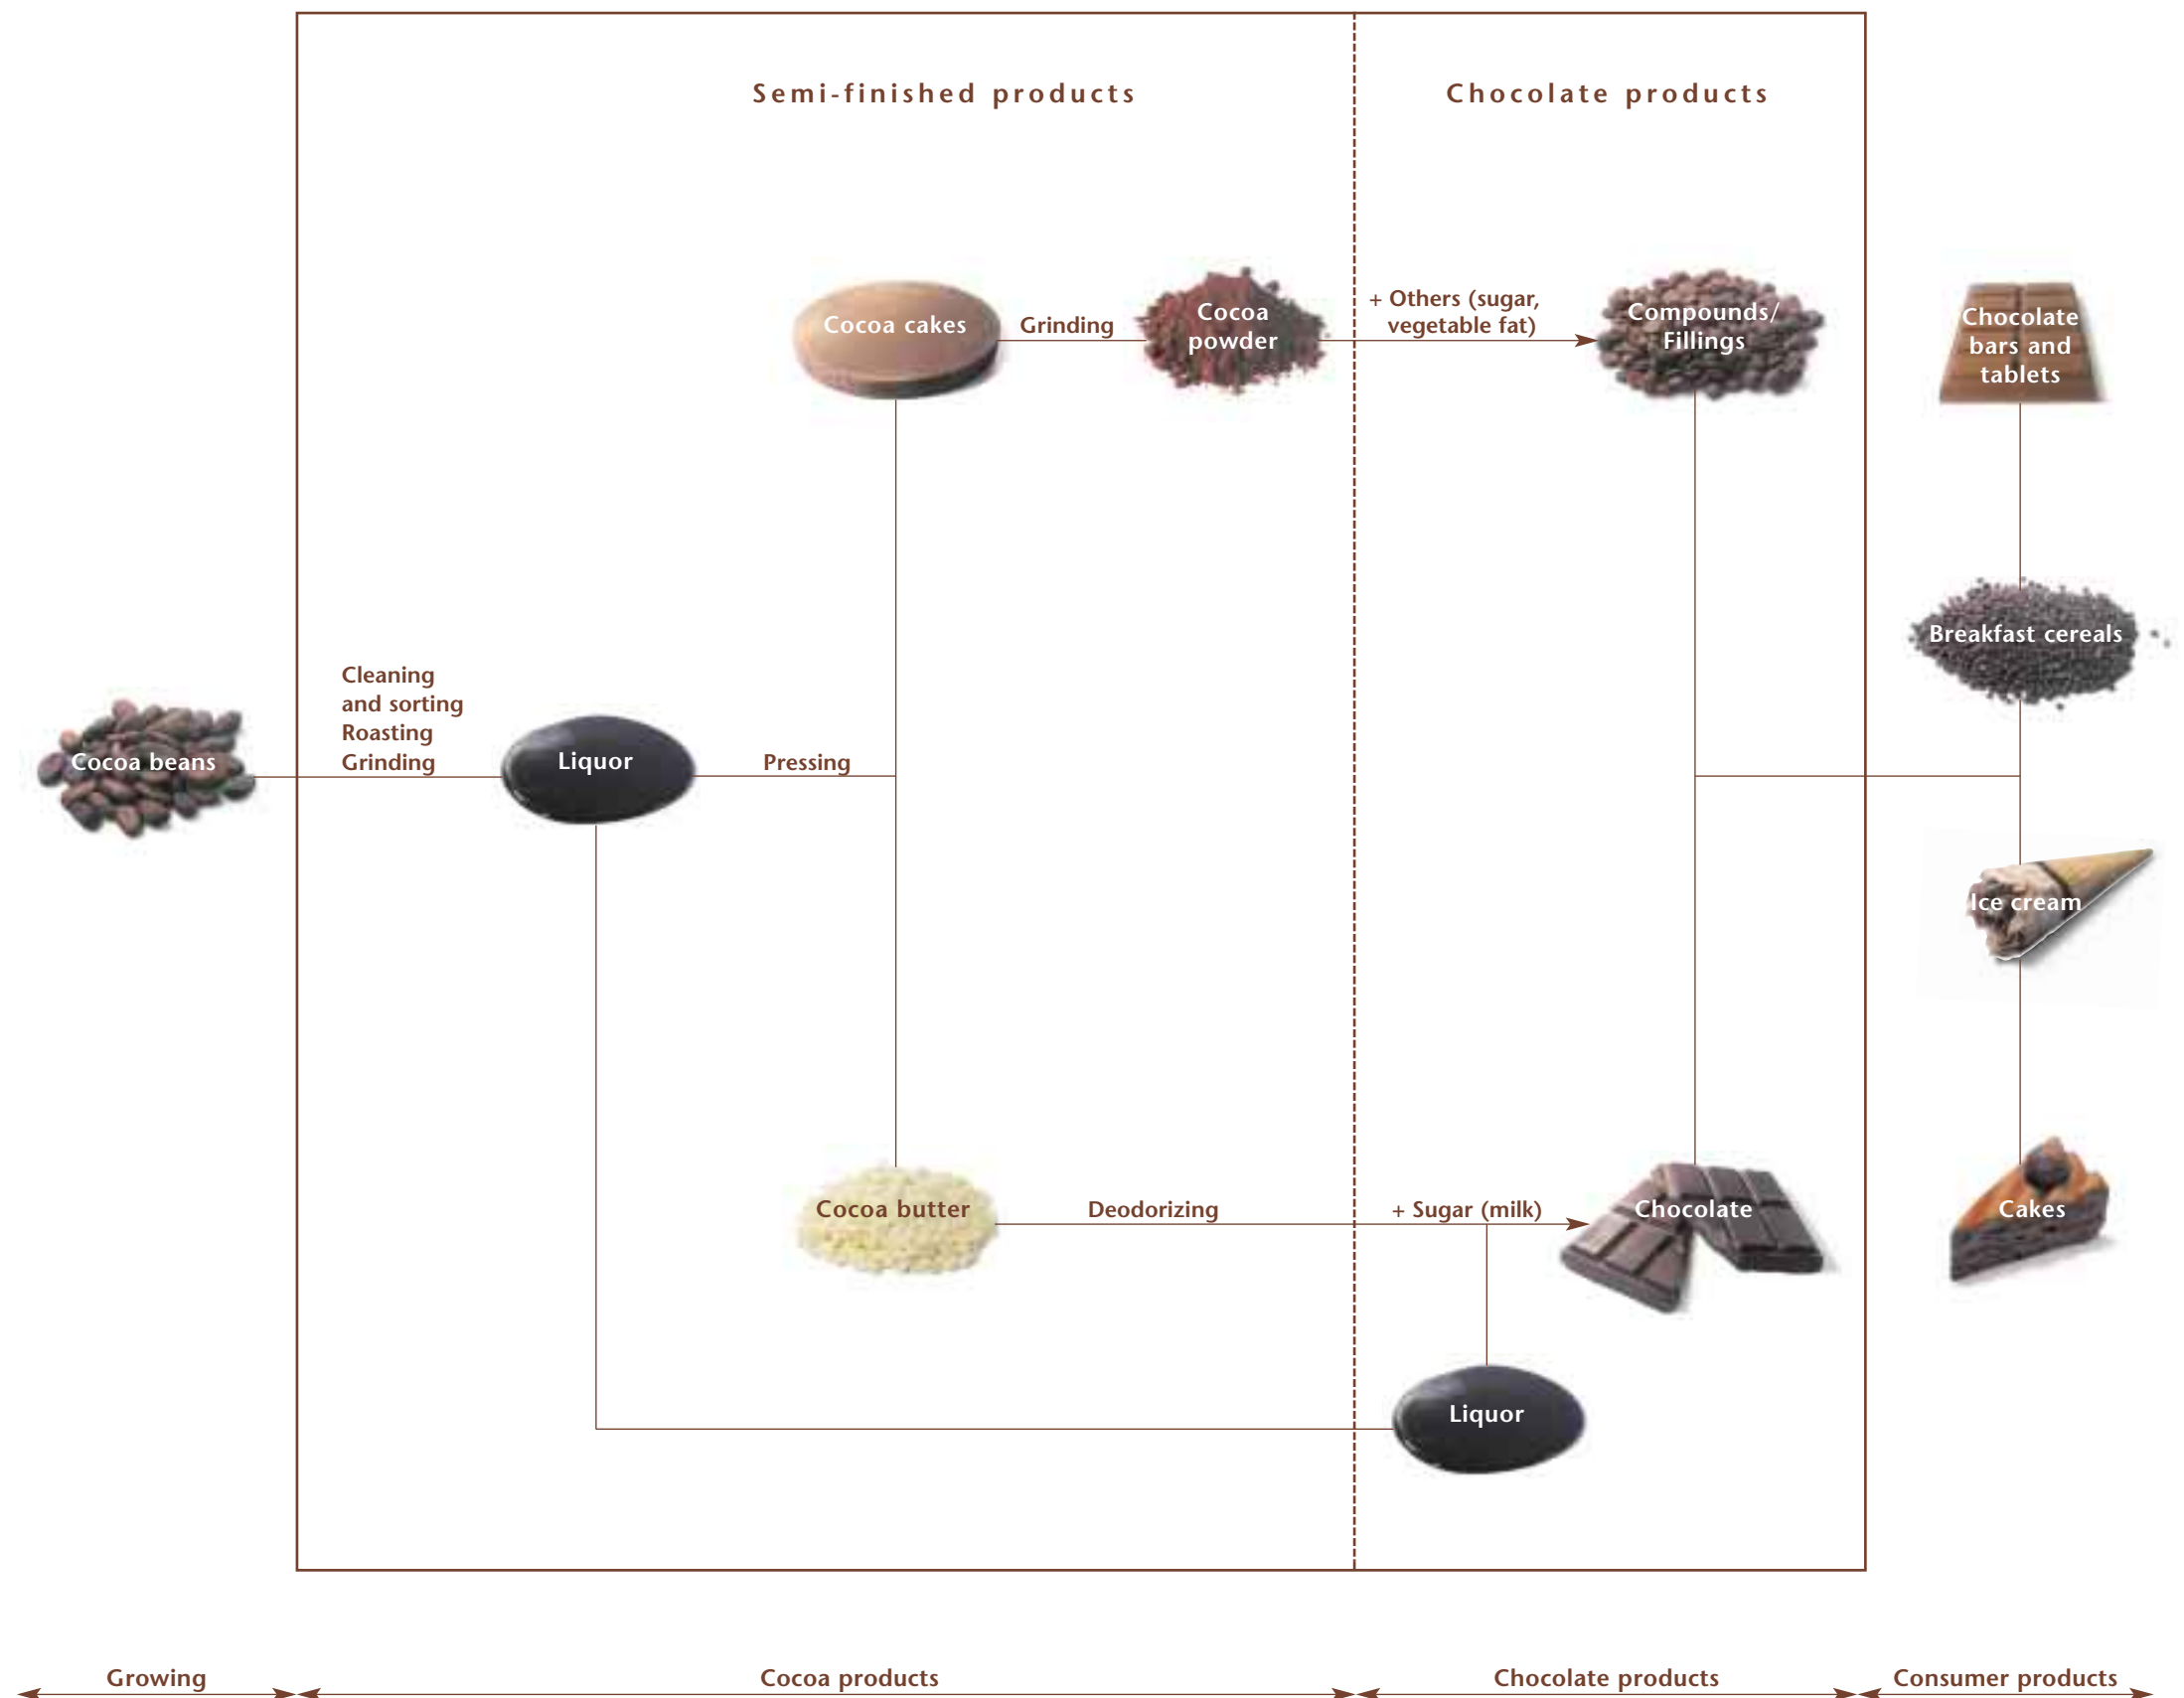 Semi-finished products
Chocolate products
Cocoa cakes
Grinding
Cocoa
powder
+ Others (sugar,
vegetable fat)
Compounds/
Fillings
Chocolate
bars and
tablets
Breakfast cereals
Cocoa beans
Cleaning
and sorting
Roasting
Grinding
Liquor
Pressing
Ice cream
Cocoa butter
Deodorizing
+ Sugar (milk)
Chocolate
Cakes
Liquor
Growing
Cocoa products
Chocolate products
Consumer products